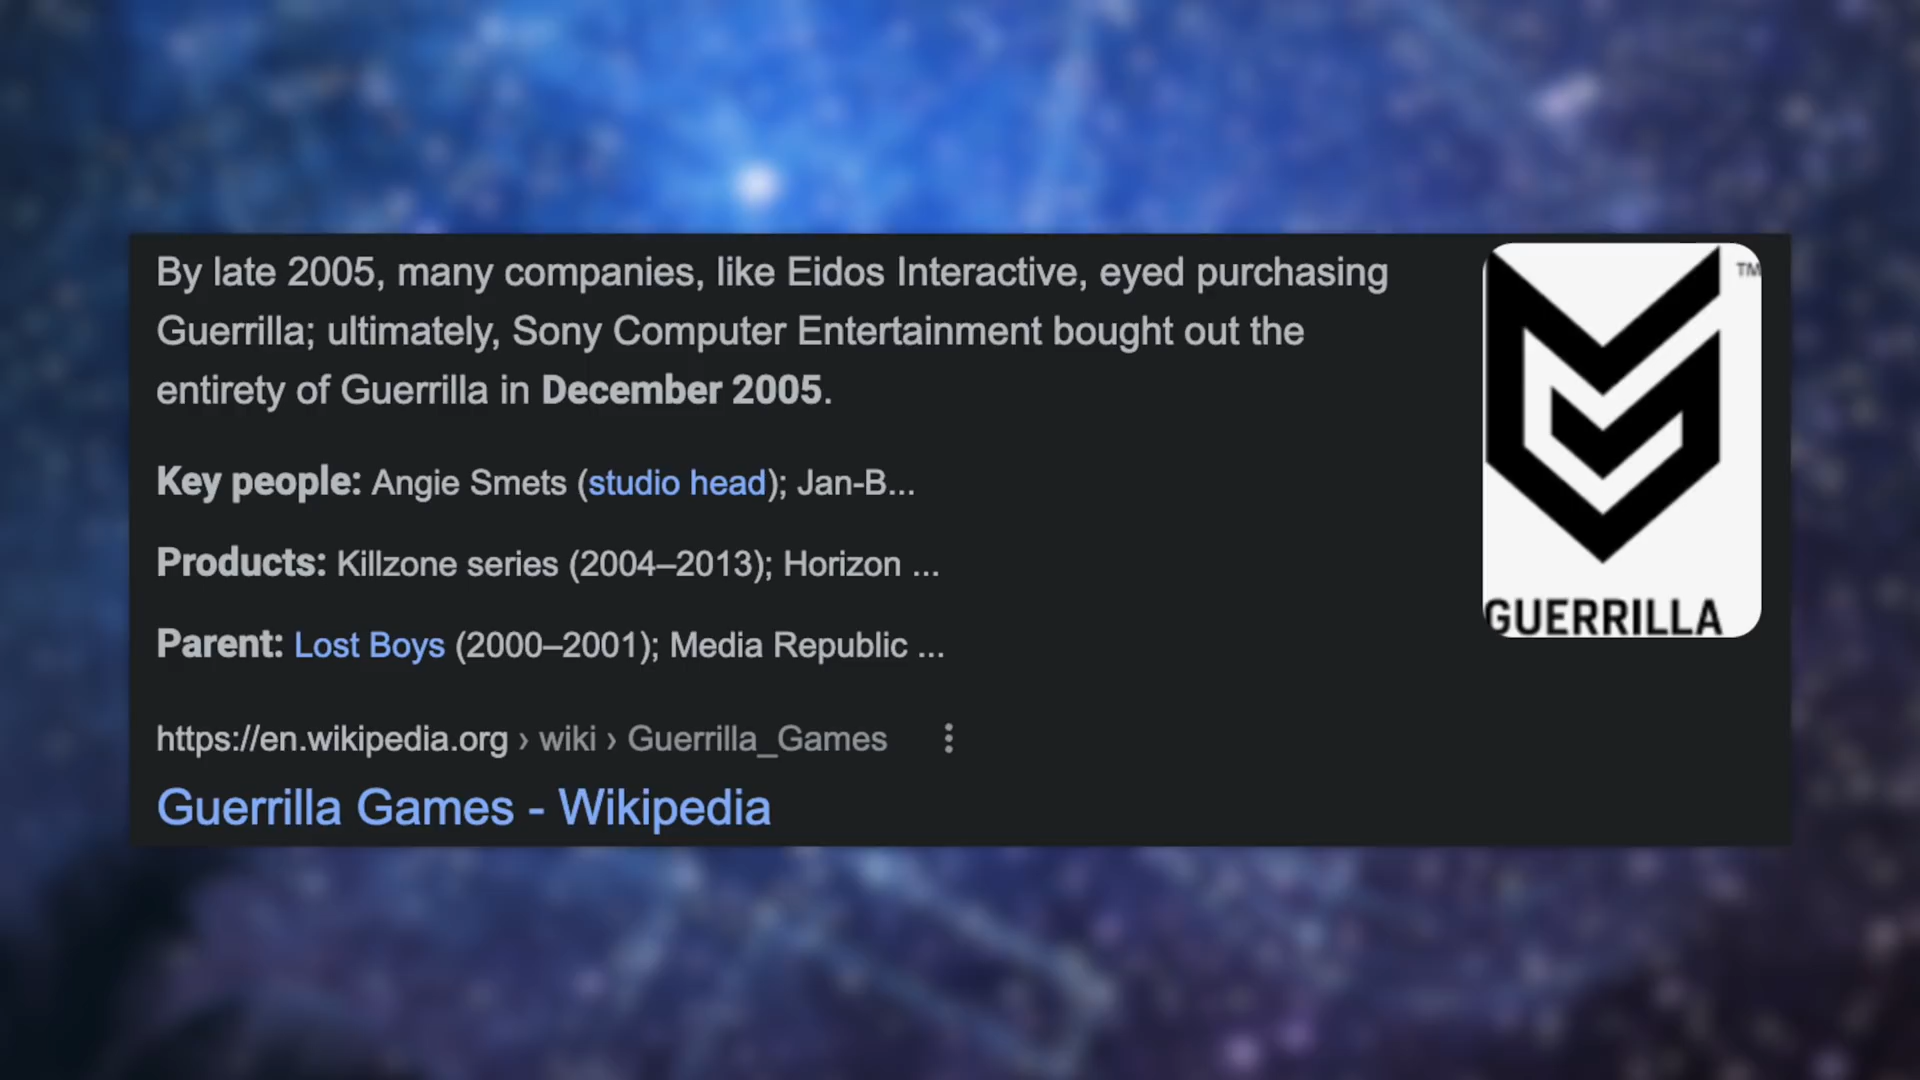 By late 2005, many companies, like Eidos Interactive, eyed purchasing
Guerrilla; ultimately, Sony Computer Entertainment bought out the
entirety of Guerrilla in December 2005.
Key people: Angie Smets (studio head); Jan-B...
Products: Killzone series (2004–2013); Horizon ...
Parent: Lost Boys (2000–2001); Media Republic ...
https://en.wikipedia.org › wiki › Guerrilla_Games
Guerrilla Games - Wikipedia
TM
GUERRILLA